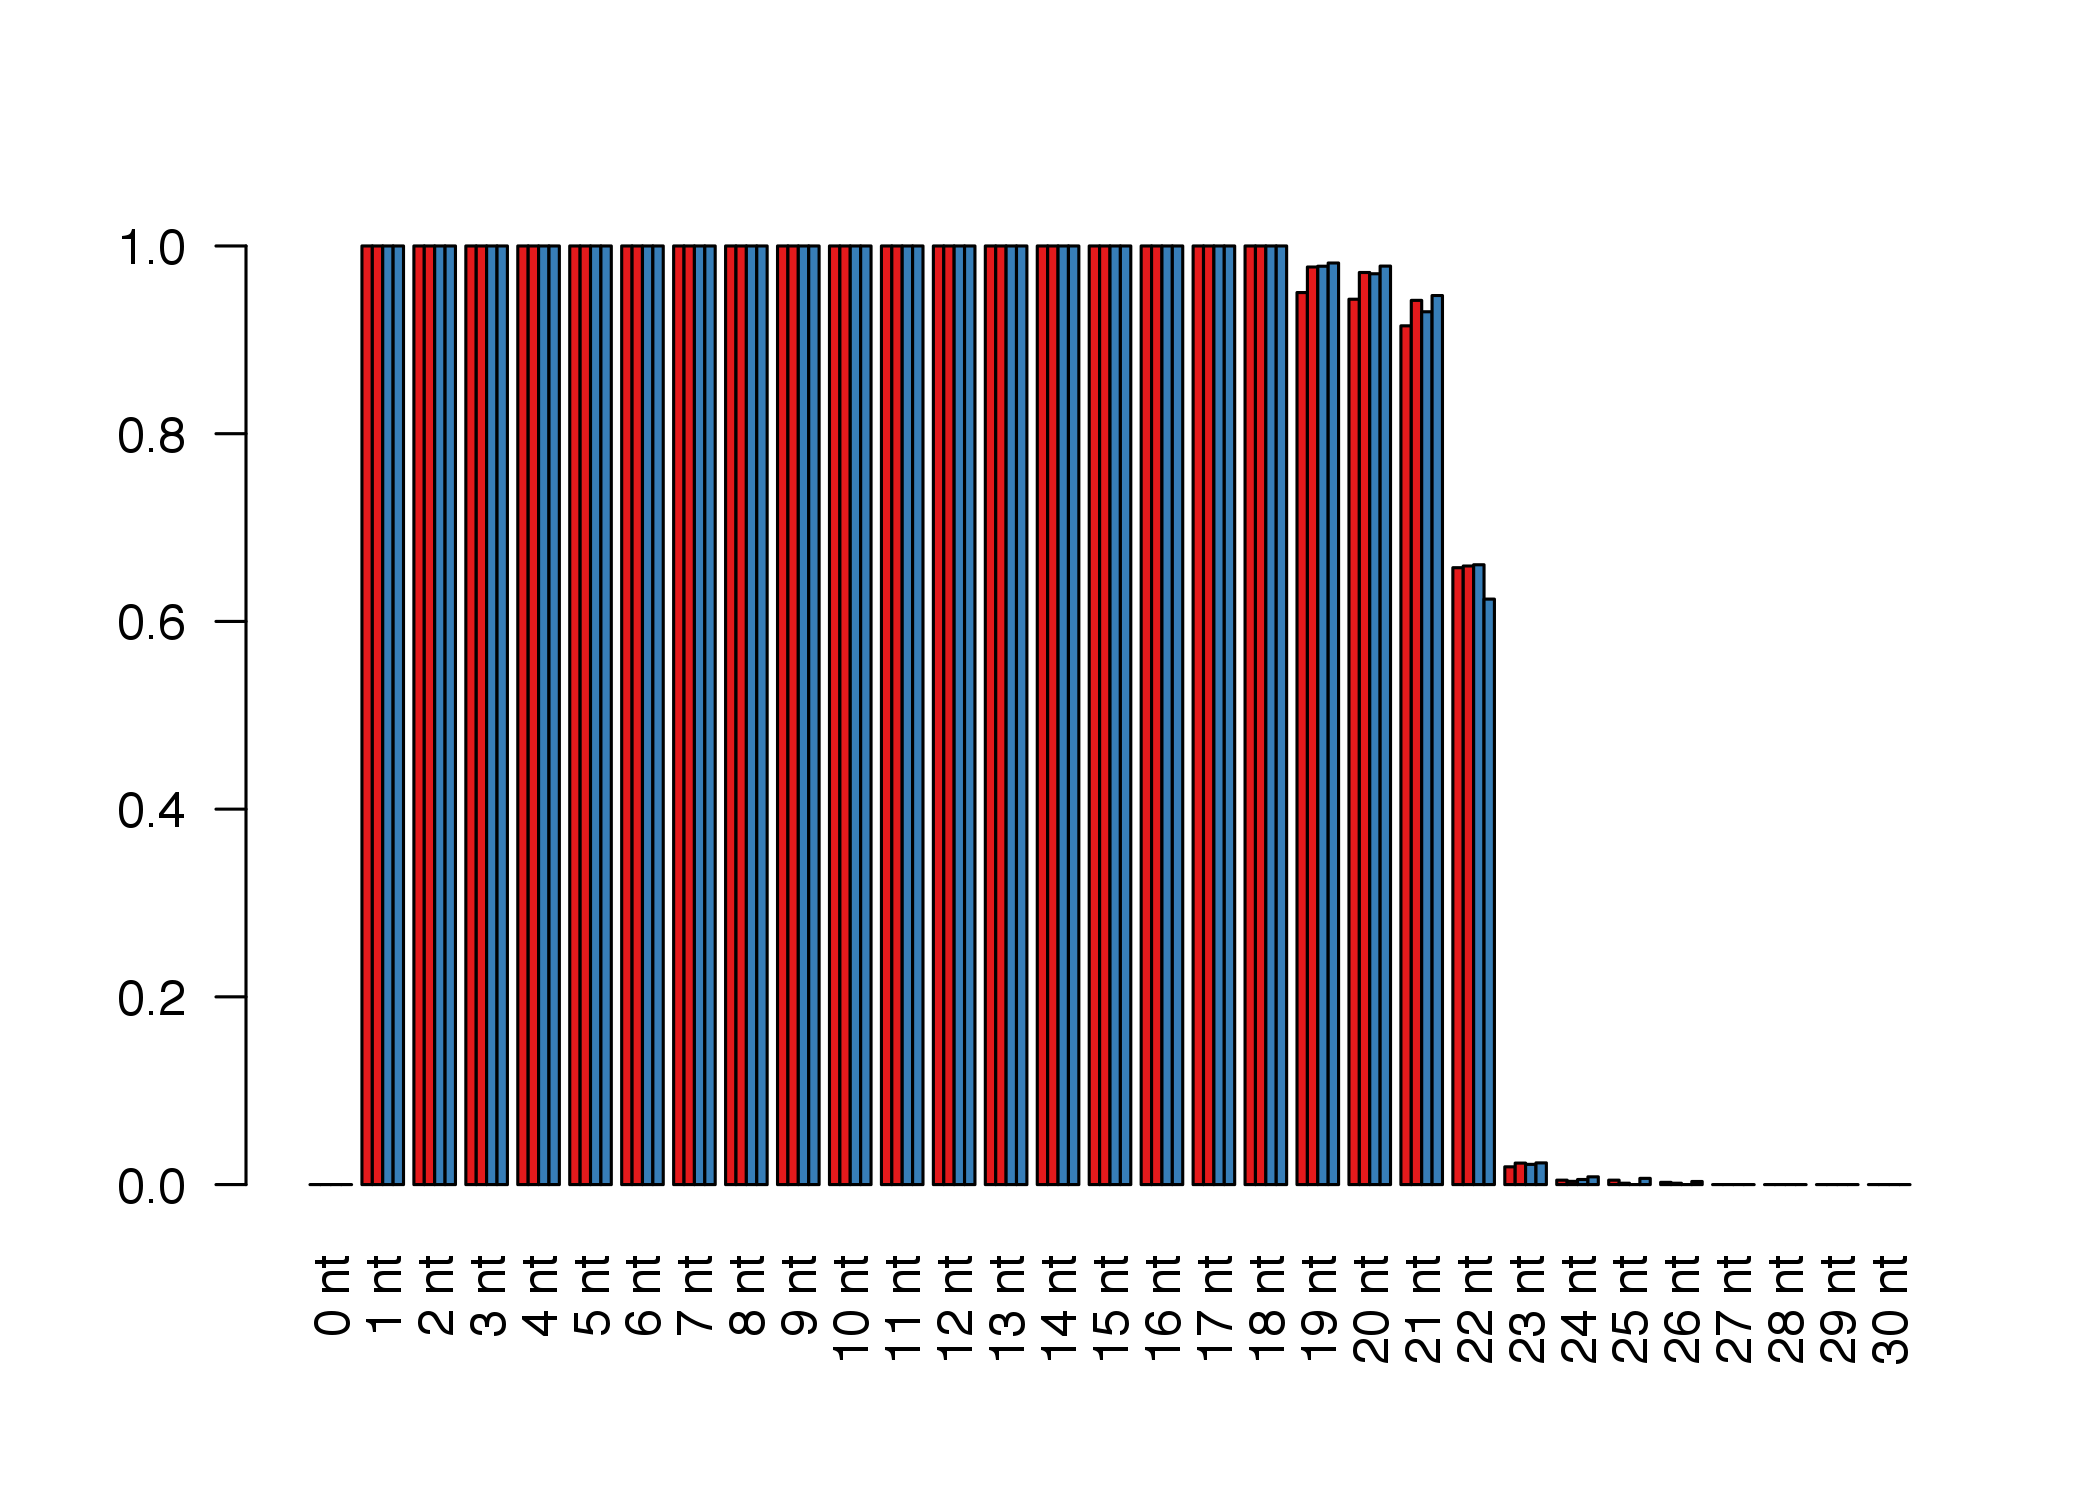 1.0
0.8
0.6
0.4
0.2
0.0
0 nt
1 nt
2 nt
3 nt
4 nt
5 nt
6 nt
7 nt
8 nt
9 nt
10 nt
11 nt
12 nt
13 nt
14 nt
15 nt
16 nt
17 nt
18 nt
19 nt
20 nt
21 nt
22 nt
23 nt
24 nt
25 nt
26 nt
27 nt
28 nt
29 nt
30 nt